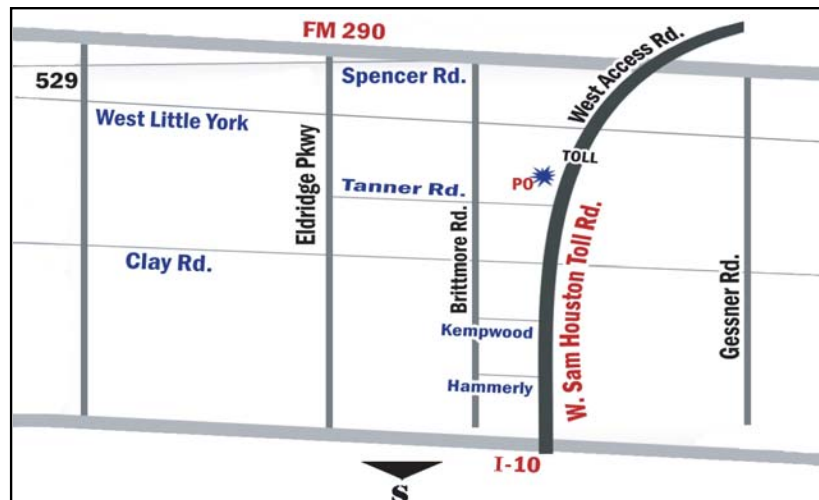 FM 290
529
Spencer Rd.
West Access Rd.
West Little York
Eldridge Pkwy
TOLL
PO
Tanner Rd.
Brittmore Rd.
W. Sam Houston Toll Rd.
Gessner Rd.
Clay Rd.
Kempwood
Hammerly
I-10
S